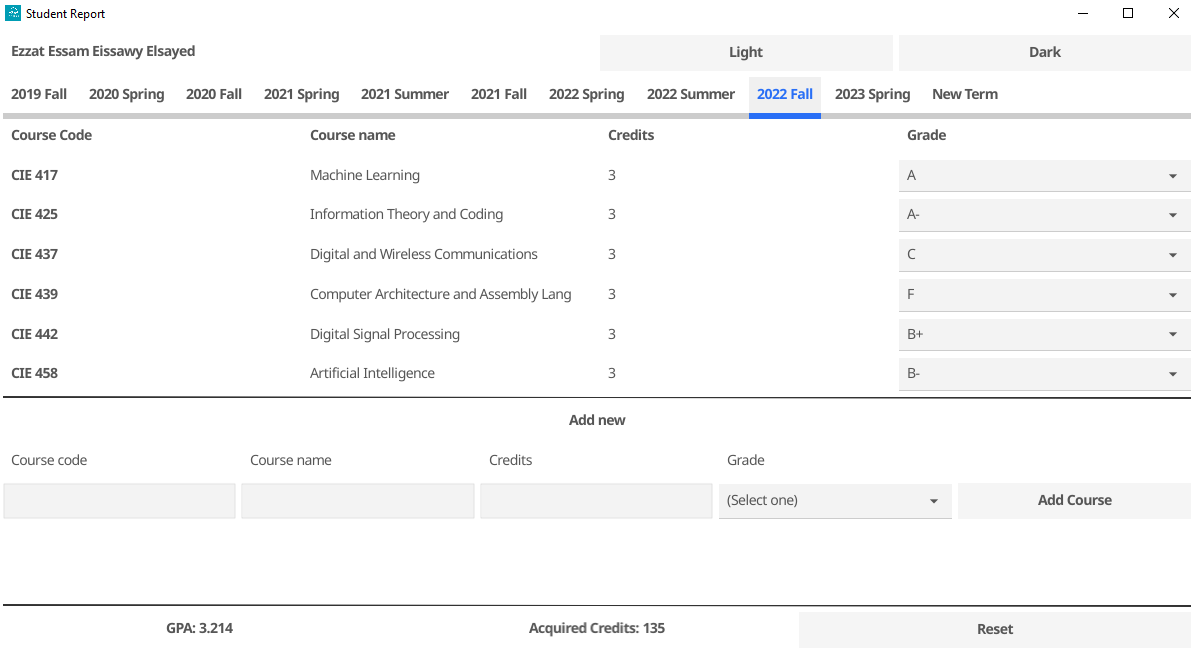 Student Report
Ezzat Essam Eissawy Elsayed Light Dark
2019 Fall 2020 Spring 2020 Fall 2021 Spring 2021 Summer 2021 Fall 2022 Spring 2022 Summer 2022 Fall 2023 Spring New Term
Course Code Course name Credits Grade
CIE 417 Machine Learning 3 A
CIE 425 Information Theory and Coding 3 A-
CIE 437 Digital and Wireless Communications 3 C
CIE 439 Computer Architecture and Assembly Lang 3 F
CIE 442 Digital Signal Processing 3 B+
CIE 458 Artificial Intelligence 3 B-
Add new
Course code Course name Credits Grade
(Select one) Add Course
GPA: 3.214 Acquired Credits: 135 Reset